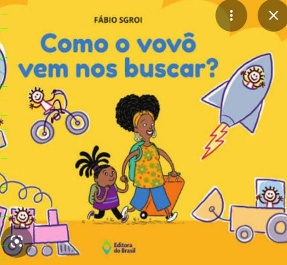 FÁBIO SGROI
Como o vovô
vem nos buscar?
Editora
do Brasil